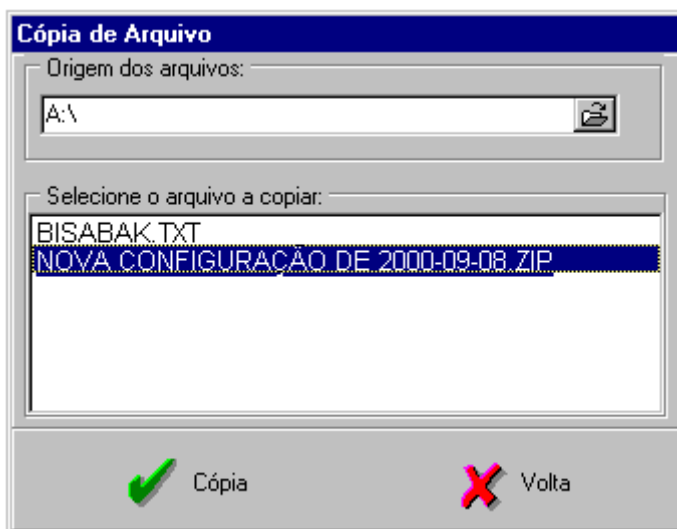 Cópia de Arquivo
Origem dos arquivos:
A:\
Selecione o arquivo a copiar:
BISABAK.TXT
NOVA CONFIGURAÇÃO DE 2000-09-08.ZIP
Cópia
Volta